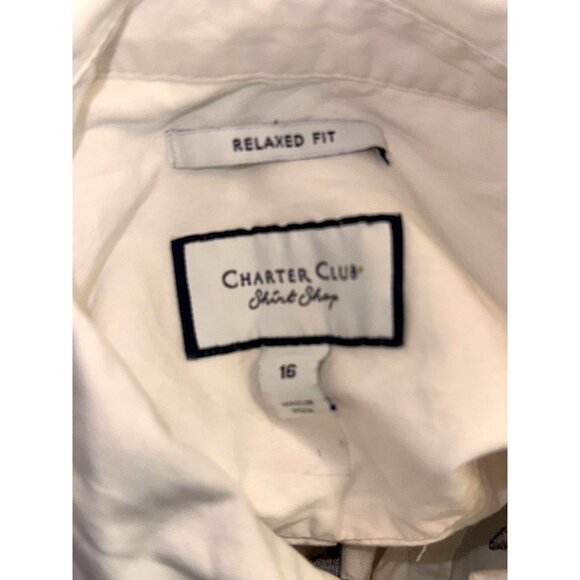 RELAXED FIT
CHARTER CLUB®
Shirt Shop
16